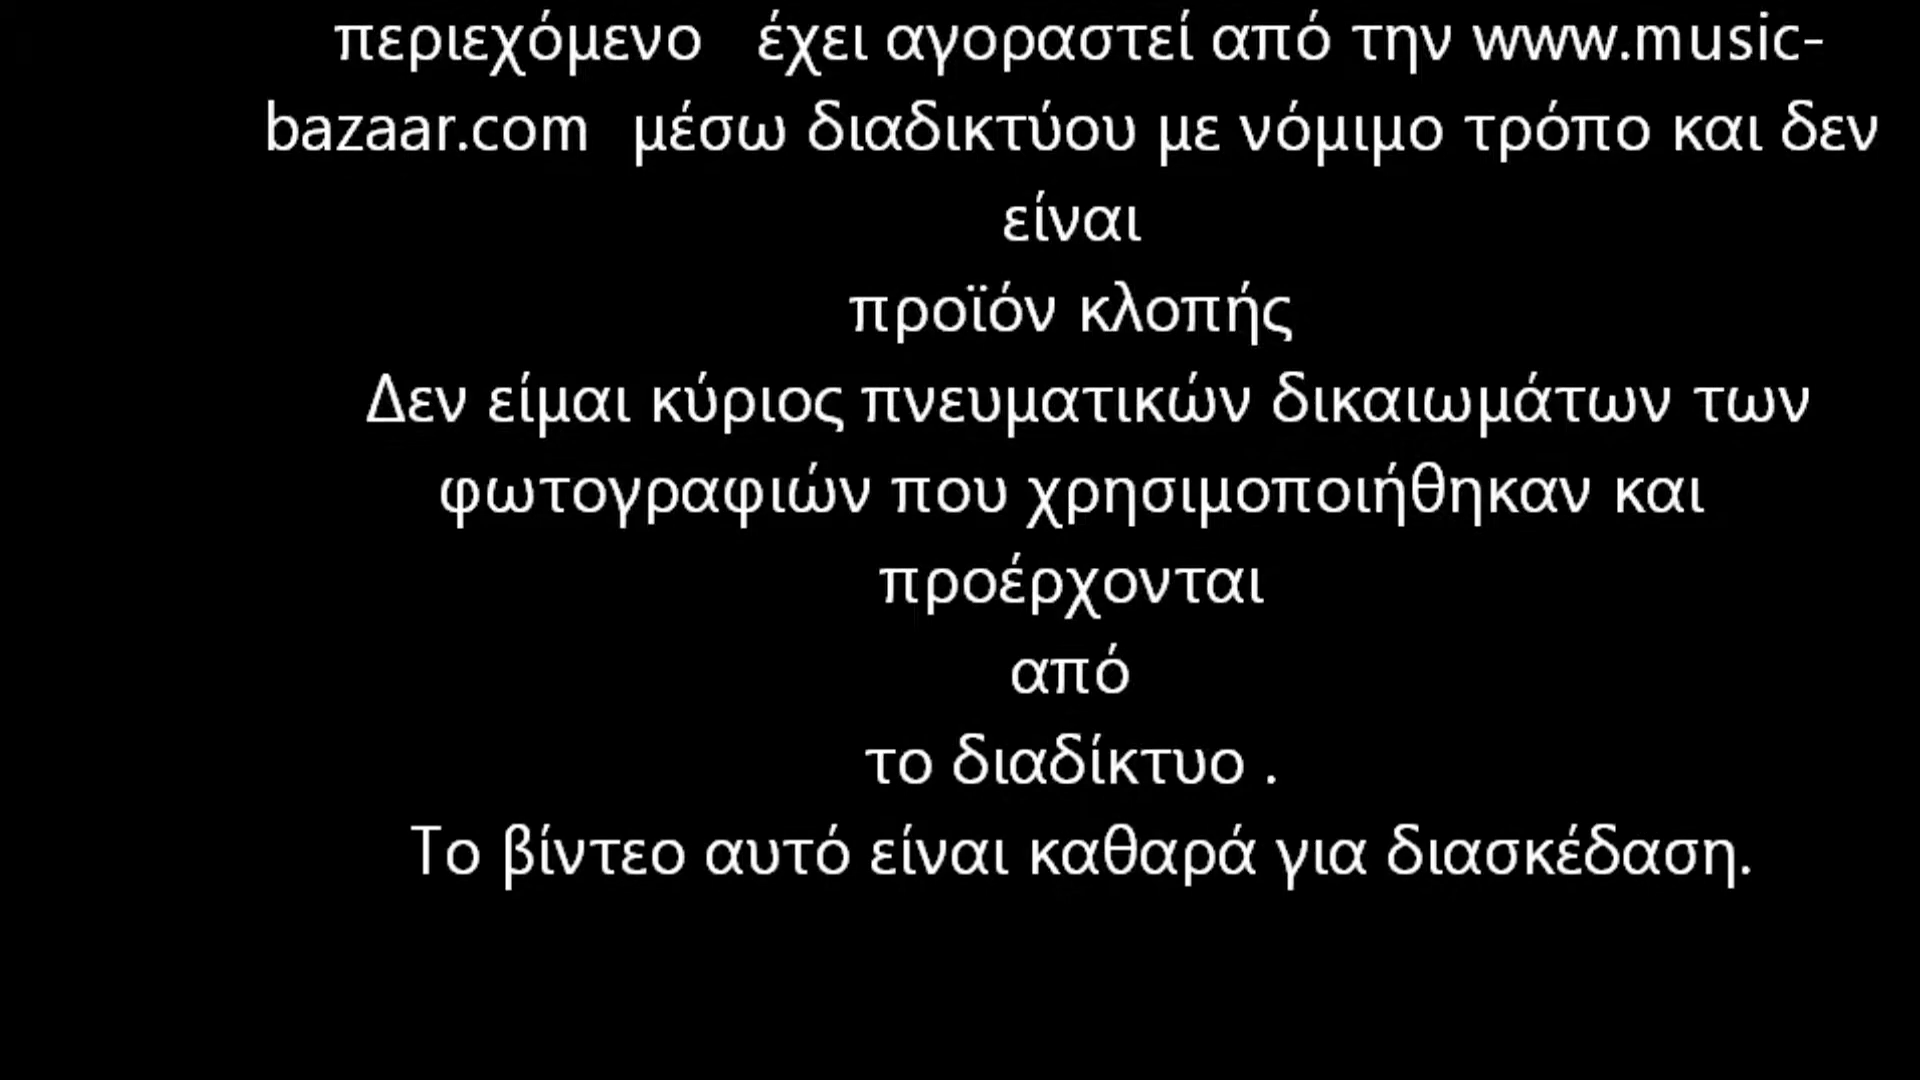 περιεχόμενο έχει αγοραστεί από την www.music-
bazaar.com μέσω διαδικτύου με νόμιμο τρόπο και δεν
είναι
προϊόν κλοπής
Δεν είμαι κύριος πνευματικών δικαιωμάτων των
φωτογραφιών που χρησιμοποιήθηκαν και
προέρχονται
από
το διαδίκτυο .
Το βίντεο αυτό είναι καθαρά για διασκέδαση.